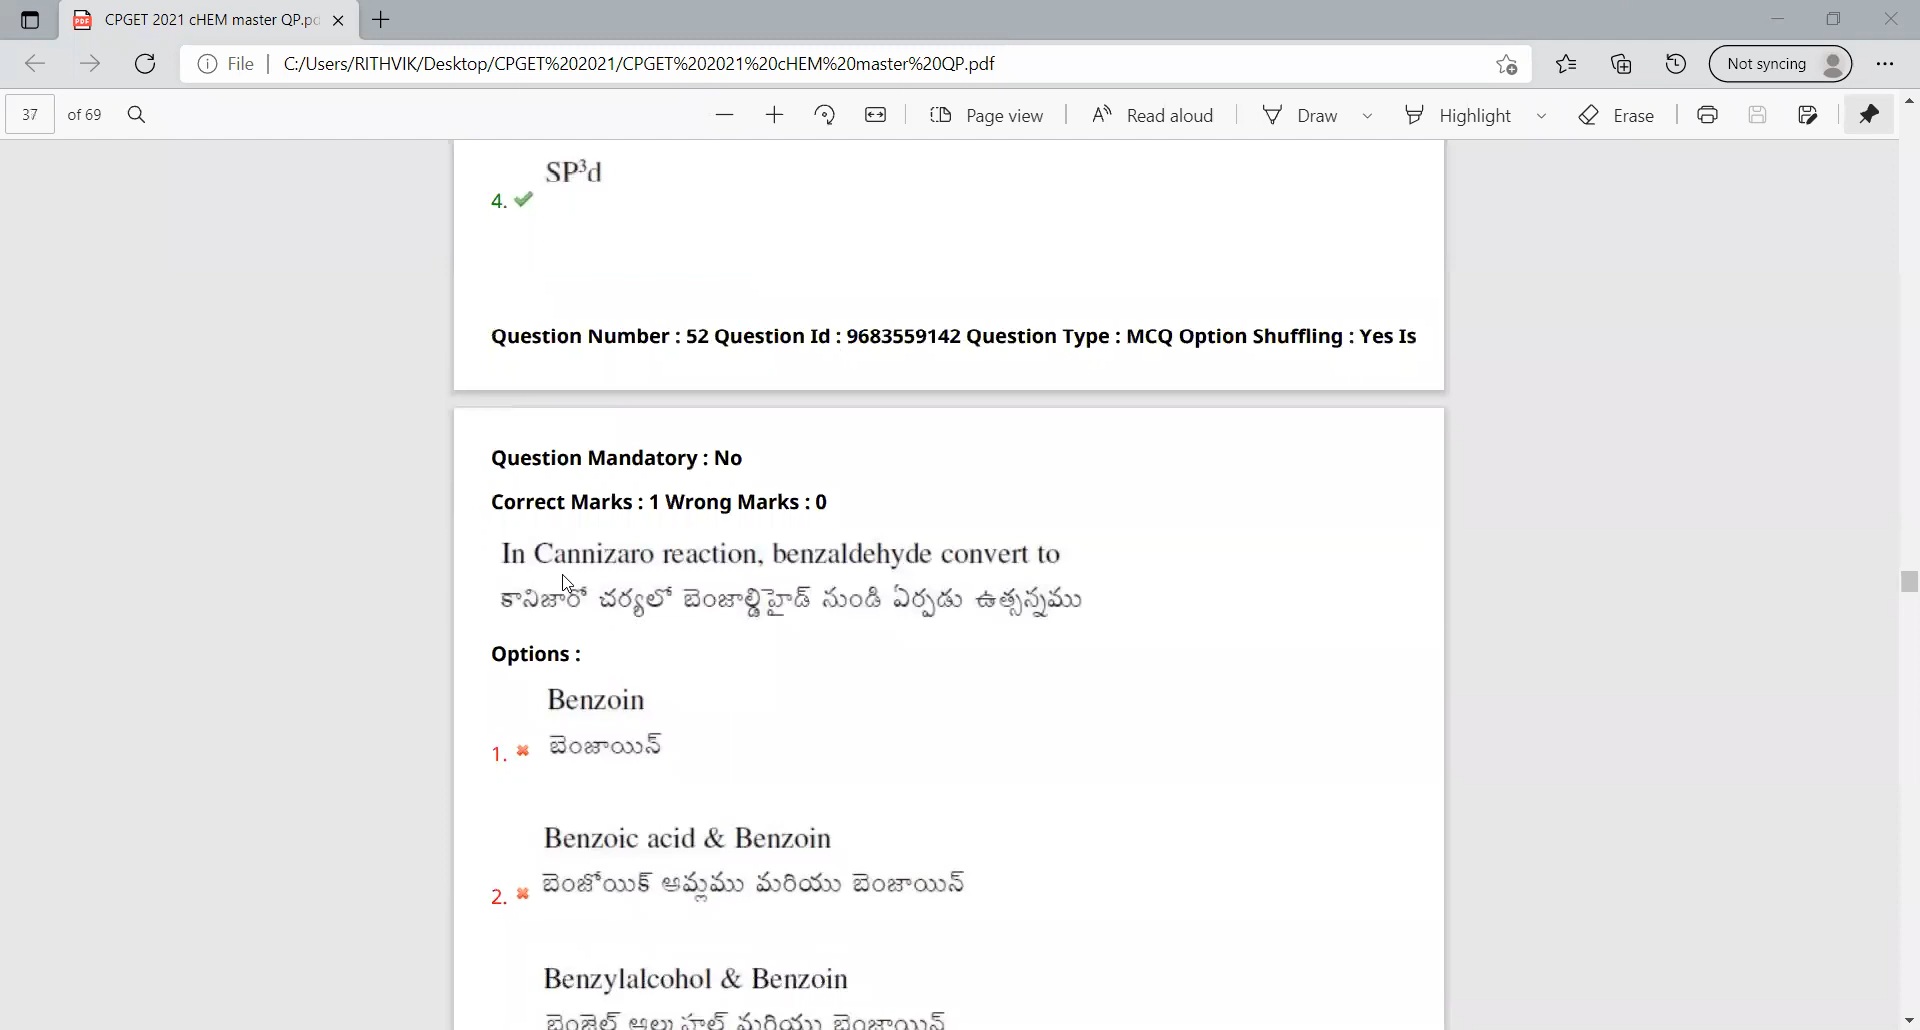 CPGET 2021 cHEM master QP.pd
File
C:/Users/RITHVIK/Desktop/CPGET%202021/CPGET%202021%20cHEM%20master%20QP.pdf
Not syncing
37 of 69
Page view
Read aloud
Draw
Highlight
Erase
SP³d
4.
Question Number : 52 Question Id : 9683559142 Question Type : MCQ Option Shuffling : Yes Is
Question Mandatory : No
Correct Marks : 1 Wrong Marks : 0
In Cannizaro reaction, benzaldehyde convert to
కానిజారో చర్యలో బెంజాల్డిహైడ్ నుండి ఏర్పడు ఉత్పన్నము
Options :
Benzoin
1. బెంజాయిన్
Benzoic acid & Benzoin
2. బెంజోయిక్ ఆమ్లము మరియు బెంజాయిన్
Benzylalcohol & Benzoin
బెంజైల్ ఆల్కహాల్ మరియు బెంజాయిన్